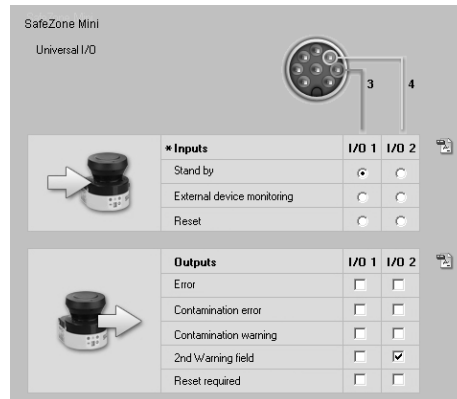 SafeZone Mini
Universal I/O
3 4
*Inputs I/O 1 I/O 2
Stand by
External device monitoring
Reset
Outputs I/O 1 I/O 2
Error
Contamination error
Contamination warning
2nd Warning field
Reset required